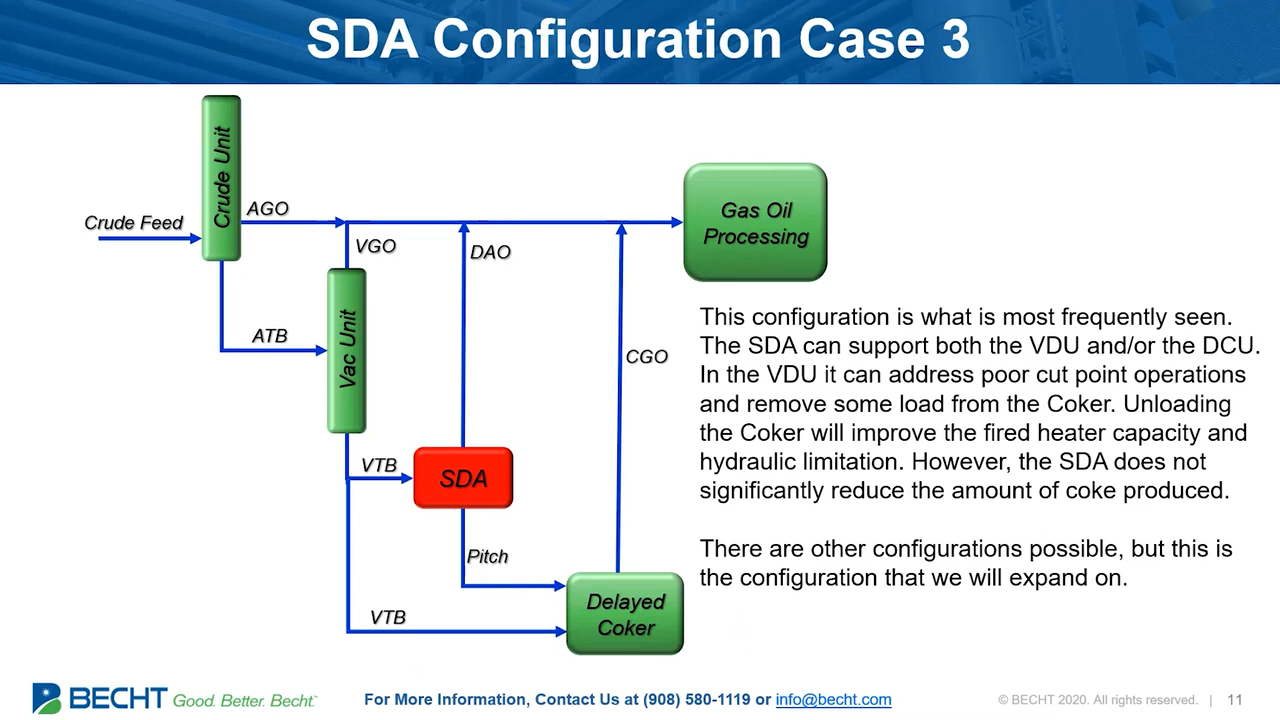 SDA Configuration Case 3
Crude Unit
Crude Feed
AGO
VGO
DAO
Gas Oil
Processing
ATB
Vac Unit
CGO
VTB
SDA
Pitch
VTB
Delayed
Coker
This configuration is what is most frequently seen.
The SDA can support both the VDU and/or the DCU.
In the VDU it can address poor cut point operations
and remove some load from the Coker. Unloading
the Coker will improve the fired heater capacity and
hydraulic limitation. However, the SDA does not
significantly reduce the amount of coke produced.
There are other configurations possible, but this is
the configuration that we will expand on.
BECHT Good. Better. Becht.™
For More Information, Contact Us at (908) 580-1119 or info@becht.com
© BECHT 2020. All rights reserved. | 11